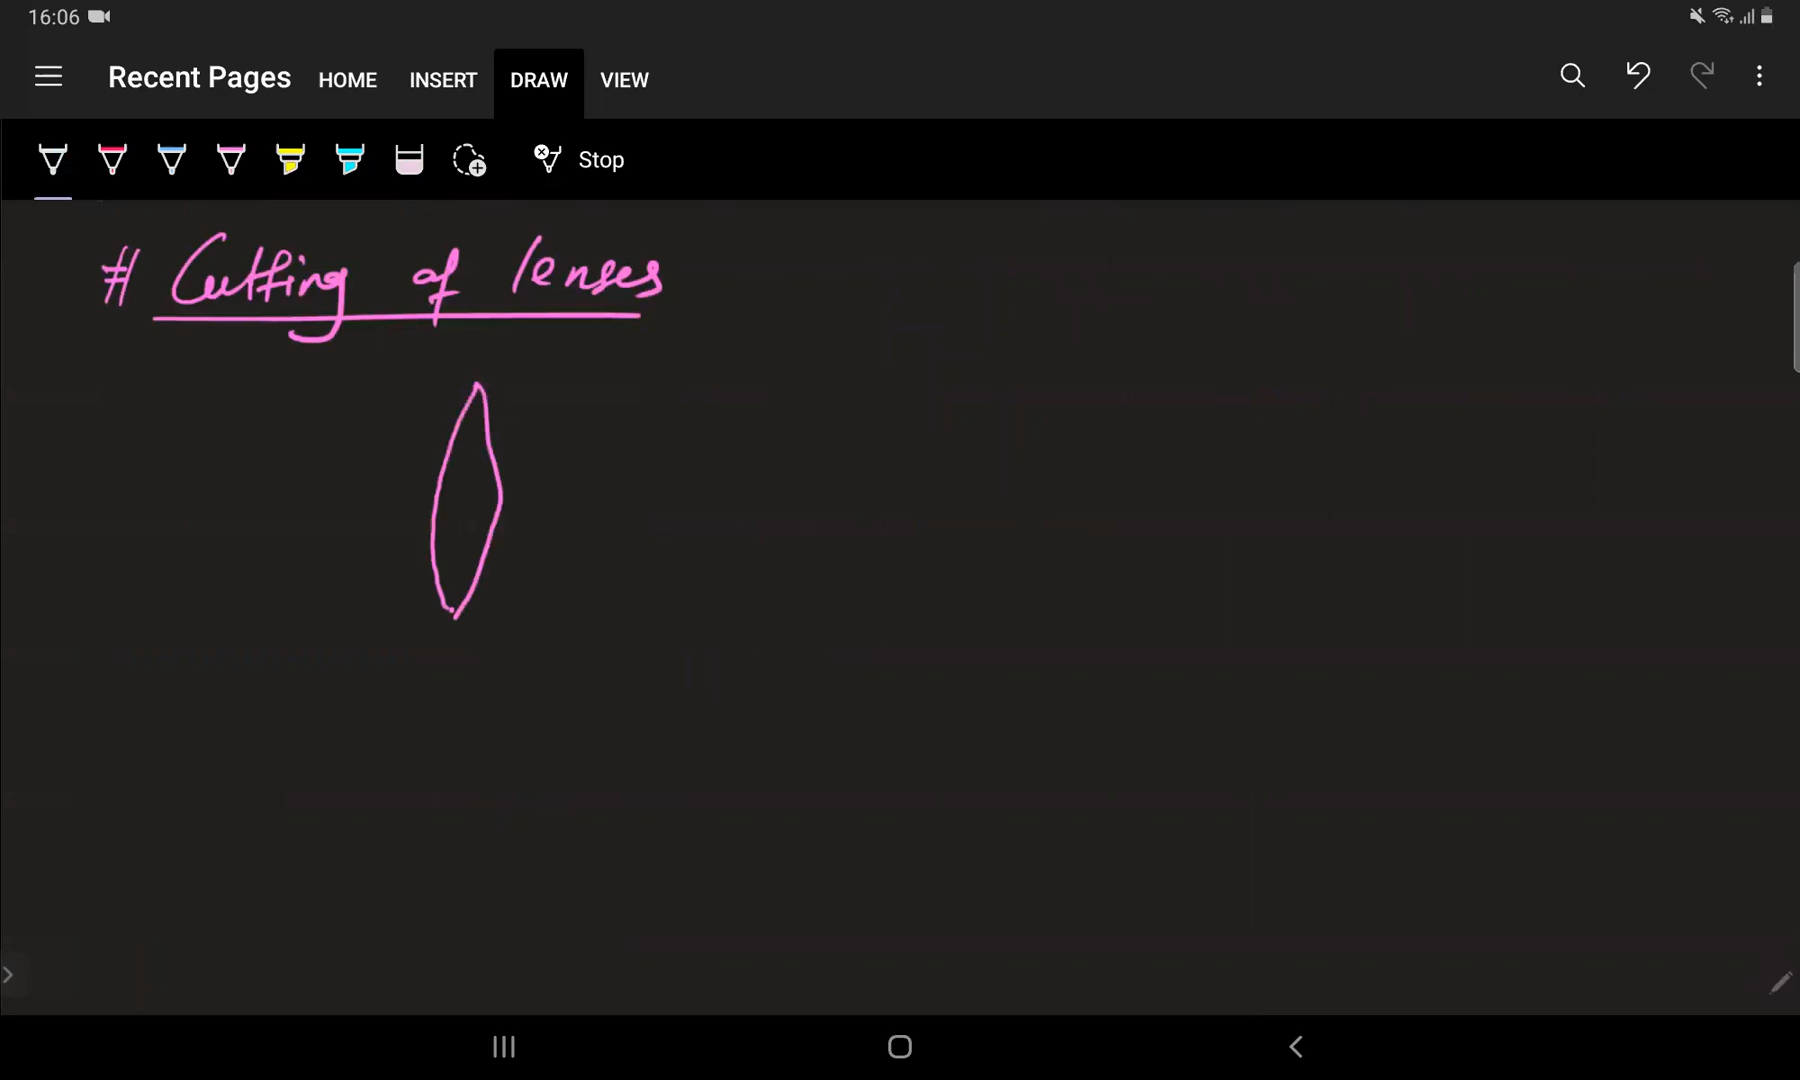 16:06
Recent Pages HOME INSERT DRAW VIEW
Stop
# Cutting of lenses